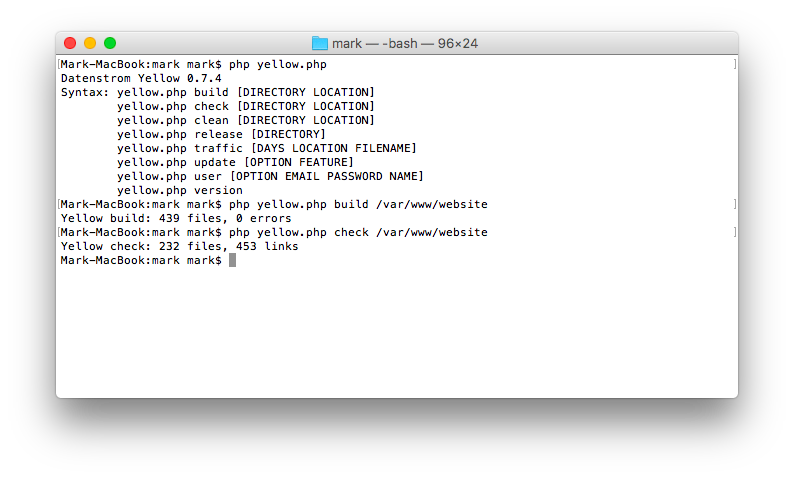 mark — -bash — 96×24
[Mark-MacBook:mark mark$ php yellow.php ]
Datenstrom Yellow 0.7.4
Syntax: yellow.php build [DIRECTORY LOCATION]
        yellow.php check [DIRECTORY LOCATION]
        yellow.php clean [DIRECTORY LOCATION]
        yellow.php release [DIRECTORY]
        yellow.php traffic [DAYS LOCATION FILENAME]
        yellow.php update [OPTION FEATURE]
        yellow.php user [OPTION EMAIL PASSWORD NAME]
        yellow.php version
[Mark-MacBook:mark mark$ php yellow.php build /var/www/website ]
Yellow build: 439 files, 0 errors
[Mark-MacBook:mark mark$ php yellow.php check /var/www/website ]
Yellow check: 232 files, 453 links
Mark-MacBook:mark mark$